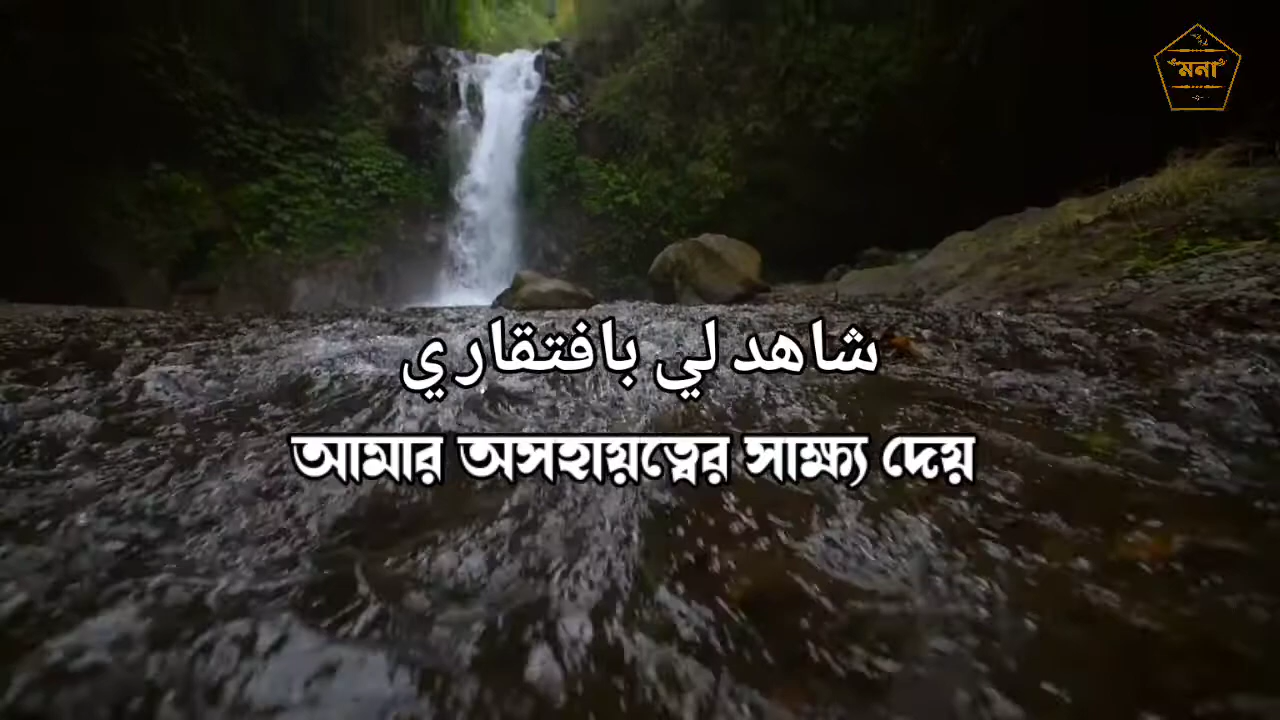 মনা
شاهد لي بافتقاري
আমার অসহায়ত্বের সাক্ষ্য দেয়